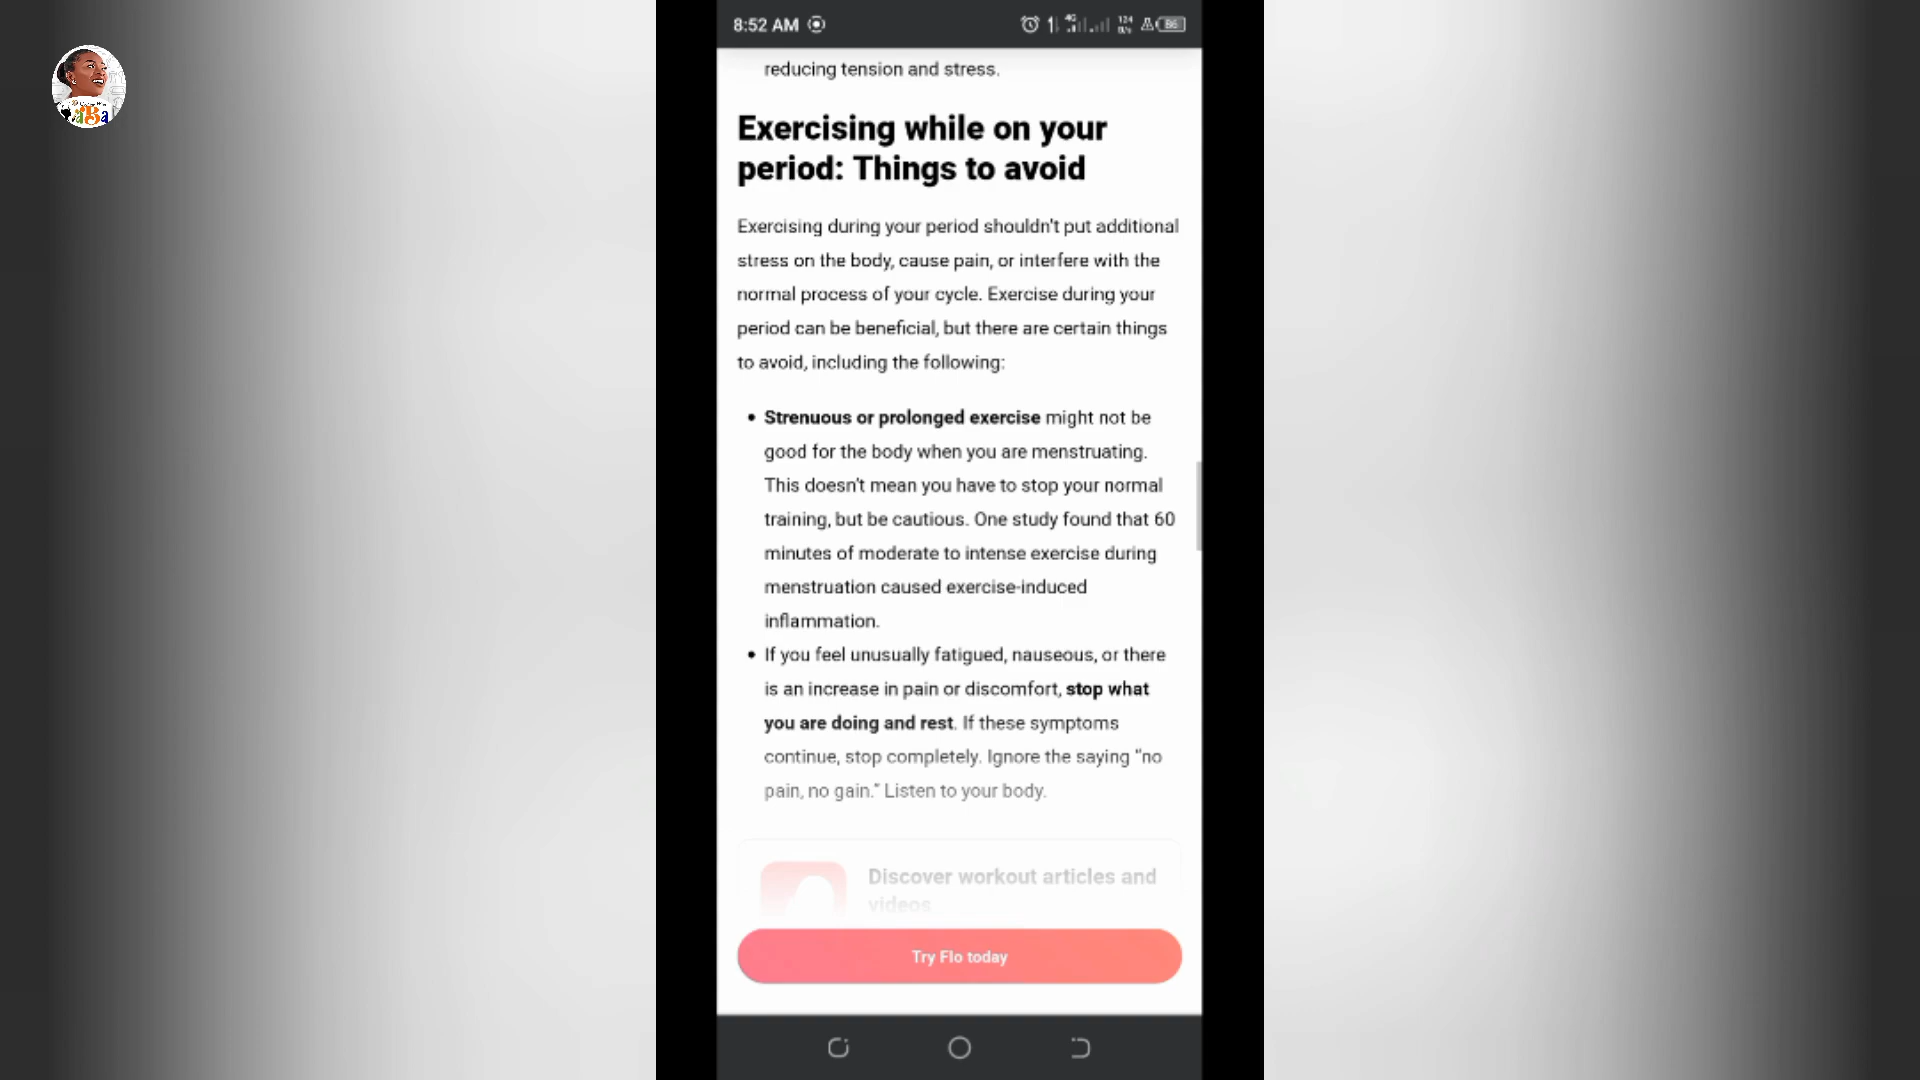 8:52 AM
86
reducing tension and stress.
Exercising while on your
period: Things to avoid
Exercising during your period shouldn't put additional
stress on the body, cause pain, or interfere with the
normal process of your cycle. Exercise during your
period can be beneficial, but there are certain things
to avoid, including the following:
• Strenuous or prolonged exercise might not be
good for the body when you are menstruating.
This doesn't mean you have to stop your normal
training, but be cautious. One study found that 60
minutes of moderate to intense exercise during
menstruation caused exercise-induced
inflammation.
• If you feel unusually fatigued, nauseous, or there
is an increase in pain or discomfort, stop what
you are doing and rest. If these symptoms
continue, stop completely. Ignore the saying “no
pain, no gain.” Listen to your body.
Discover workout articles and
videos
Try Flo today